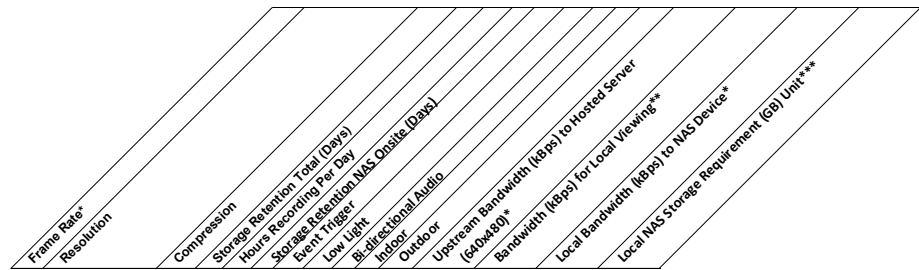 Frame Rate*
Resolution
Compression
Storage Retention Total (Days)
Hours Recording Per Day
Storage Retention NAS Onsite (Days)
Event Trigger
Low Light
Bi-directional Audio
Indoor
Outdoor
Upstream Bandwidth (kBps) to Hosted Server
(640x480)*
Bandwidth (kBps) for Local Viewing**
Local Bandwidth (kBps) to NAS Device*
Local NAS Storage Requirement (GB) Unit***